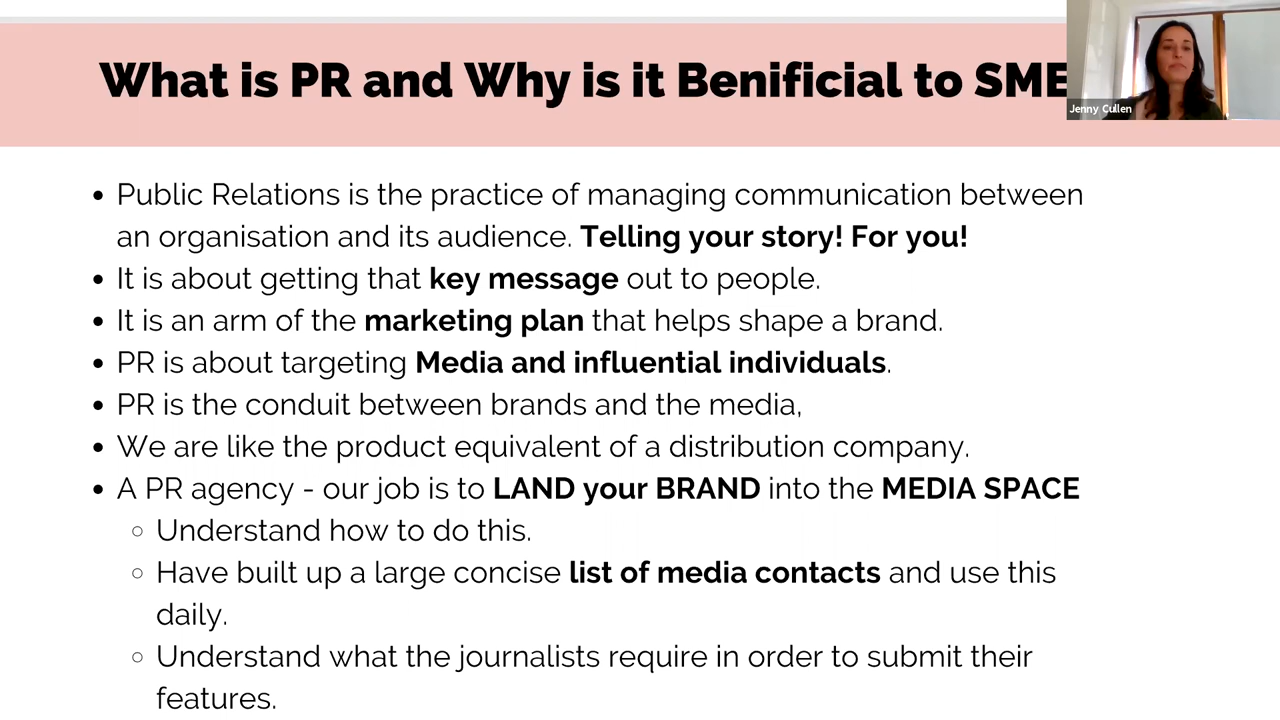 What is PR and Why is it Benificial to SME
Jenny Cullen
Public Relations is the practice of managing communication between
an organisation and its audience. Telling your story! For you!
It is about getting that key message out to people.
It is an arm of the marketing plan that helps shape a brand.
PR is about targeting Media and influential individuals.
PR is the conduit between brands and the media,
We are like the product equivalent of a distribution company.
A PR agency - our job is to LAND your BRAND into the MEDIA SPACE
Understand how to do this.
Have built up a large concise list of media contacts and use this
daily.
Understand what the journalists require in order to submit their
features.